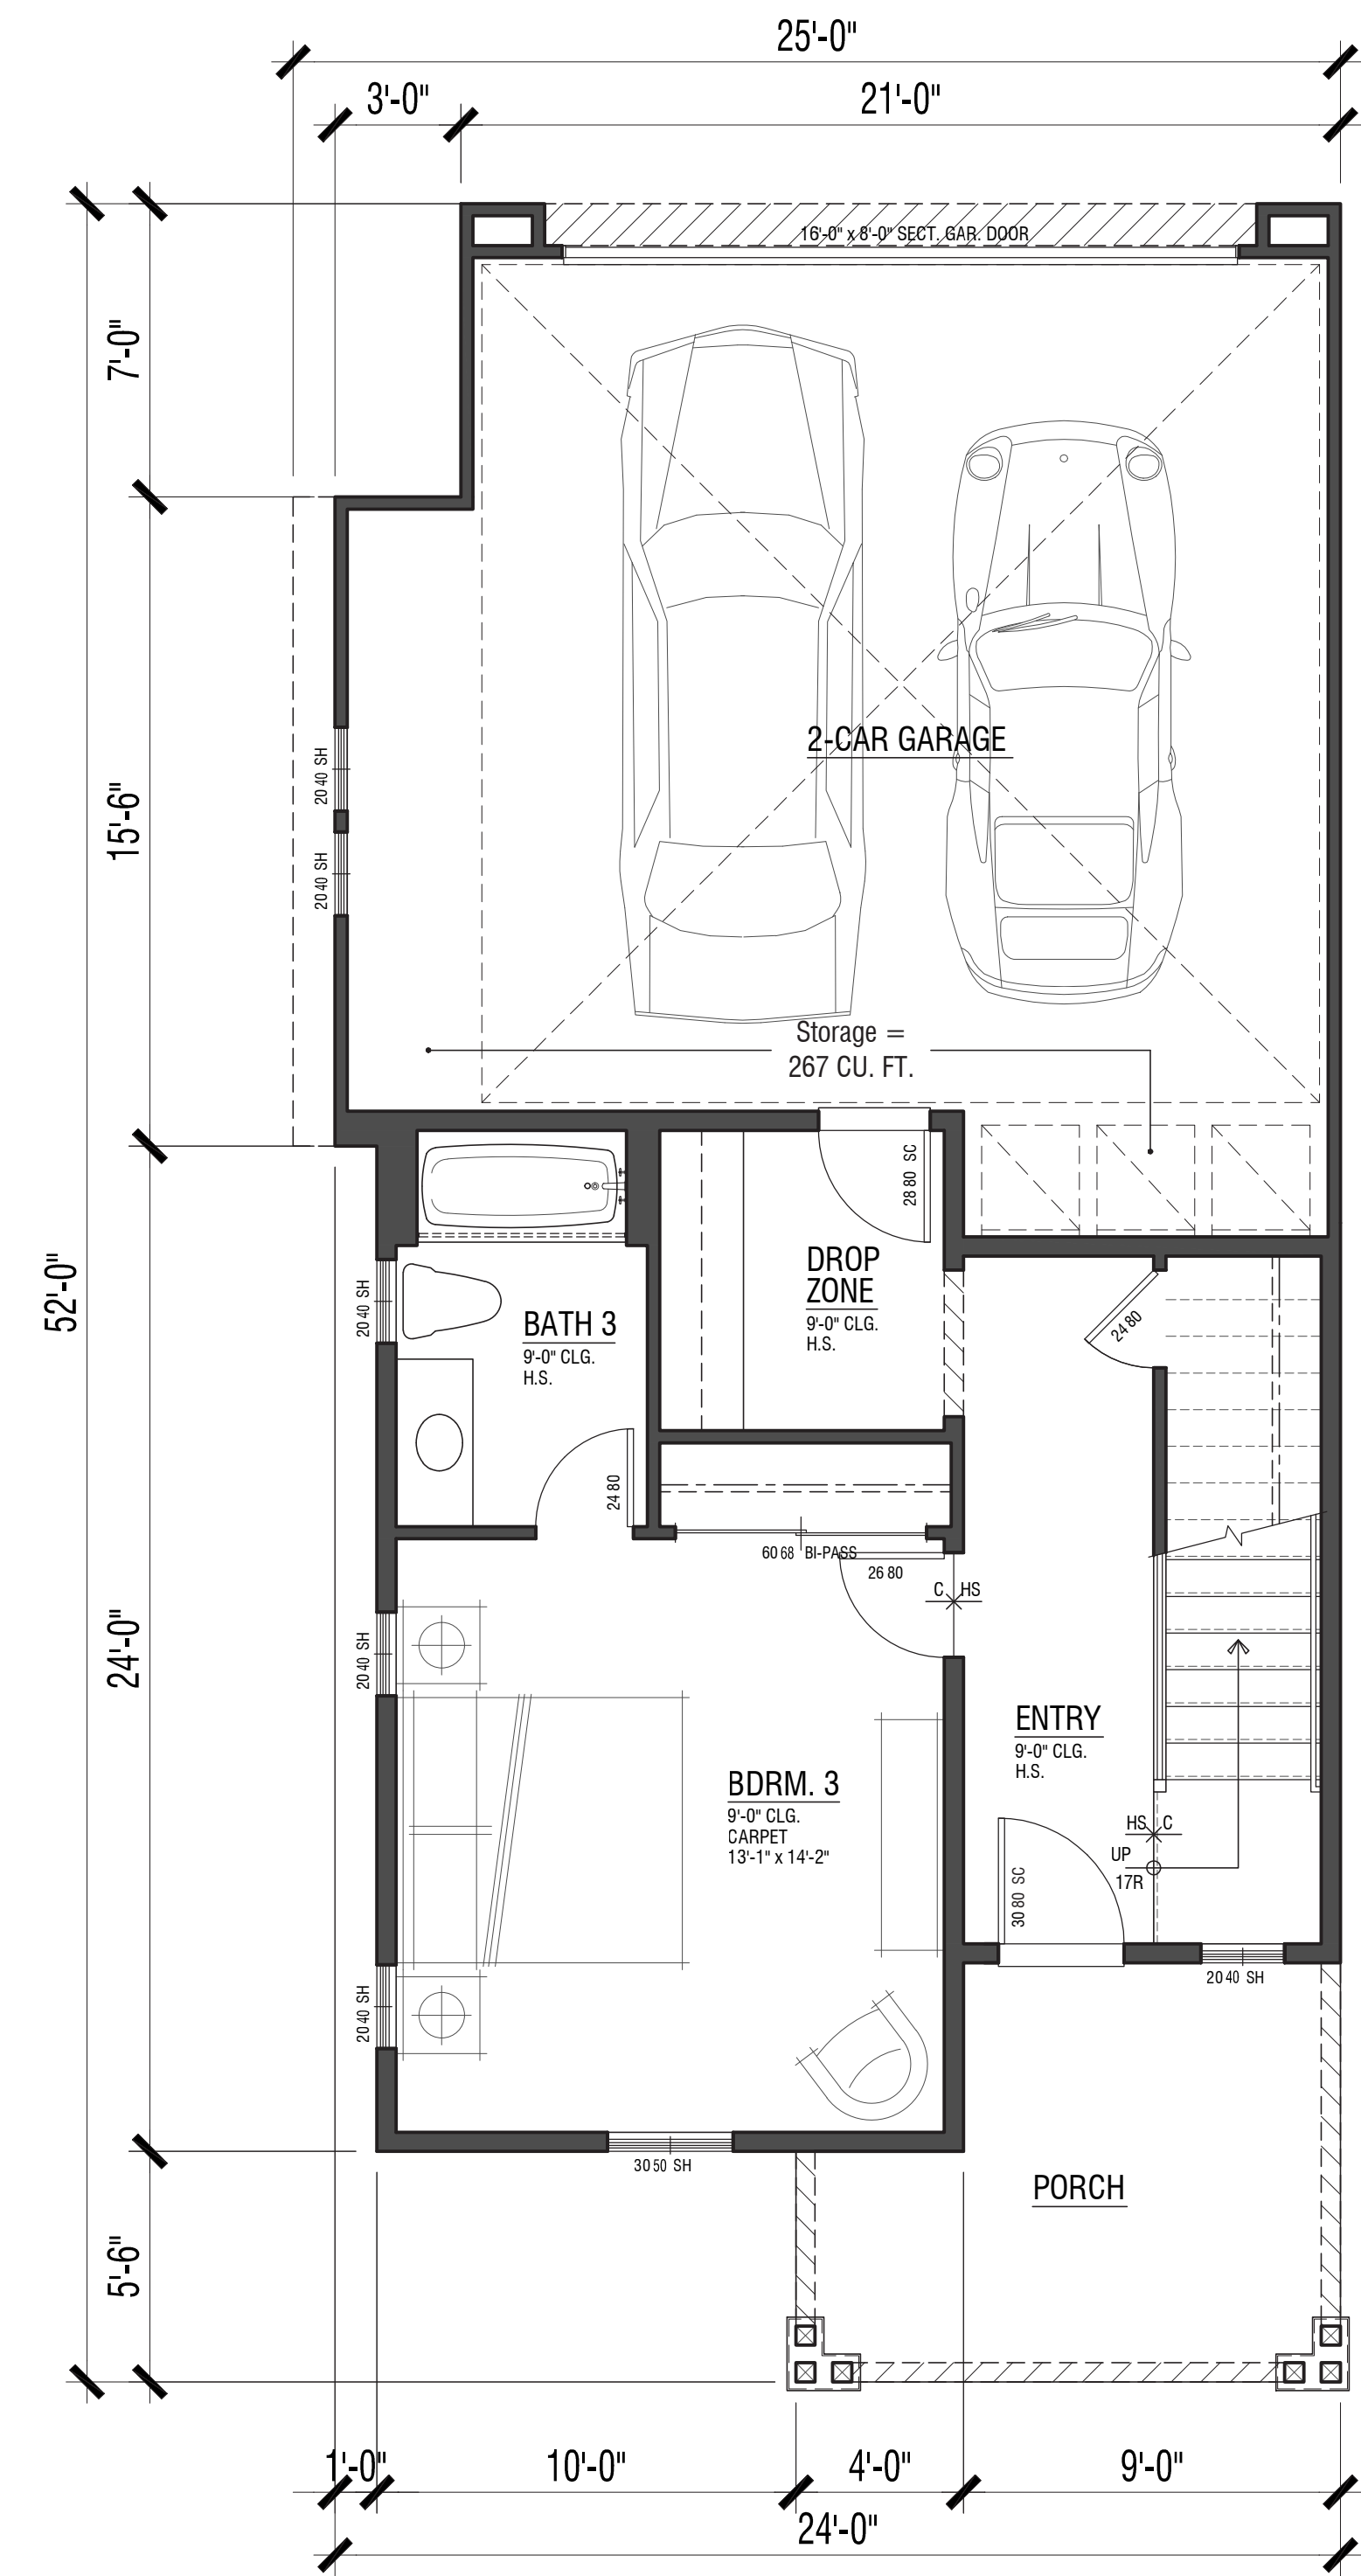 25'-0"
3'-0"
21'-0"
16'-0" x 8'-0" SECT. GAR. DOOR
7'-0"
2-CAR GARAGE
20 40 SH
15'-6"
20 40 SH
Storage =
267 CU. FT.
28 80 SC
52'-0"
DROP
ZONE
9'-0" CLG.
H.S.
20 40 SH
BATH 3
9'-0" CLG.
H.S.
24 80
24 80
60 68 BI-PASS
26 80
C HS
24'-0"
20 40 SH
ENTRY
9'-0" CLG.
H.S.
BDRM. 3
9'-0" CLG.
CARPET
13'-1" x 14'-2"
HS C
UP
17R
30 80 SC
20 40 SH
20 40 SH
30 50 SH
PORCH
5'-6"
1'-0"
10'-0"
4'-0"
9'-0"
24'-0"